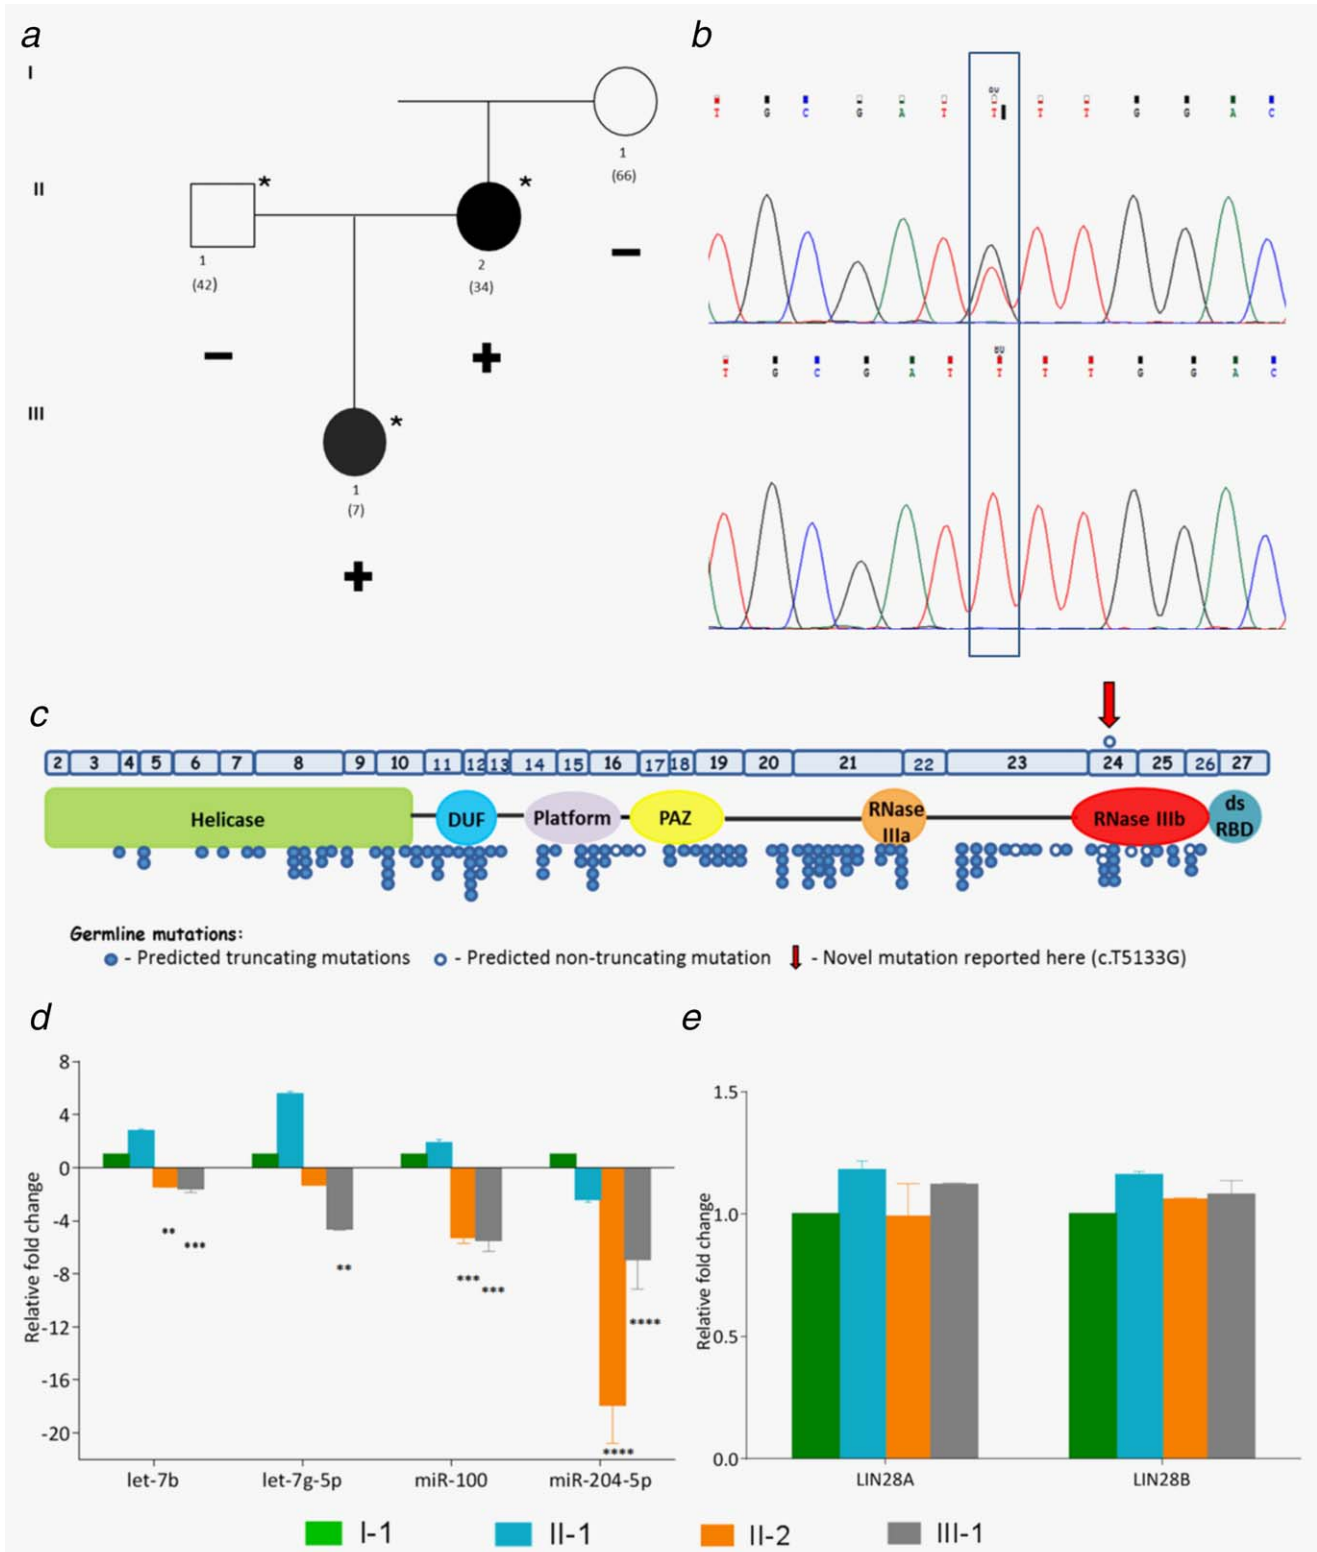 a
I
1
(66)
II
*
*
1
(42)
2
(34)
III
*
1
(7)
b
T G C G A T T T T G G A C
T G C G A T T T T G G A C
c
2 3 4 5 6 7 8 9 10 11 12 13 14 15 16 17 18 19 20 21 22 23 24 25 26 27
Helicase DUF Platform PAZ RNase IIIa RNase IIIb ds RBD
Germline mutations:
- Predicted truncating mutations - Predicted non-truncating mutation - Novel mutation reported here (c.T5133G)
d
Relative fold change
8
4
0
-4
-8
-12
-16
-20
** *** ** *** *** **** ****
let-7b let-7g-5p miR-100 miR-204-5p
e
Relative fold change
1.5
1.0
0.5
0.0
LIN28A LIN28B
I-1 II-1 II-2 III-1